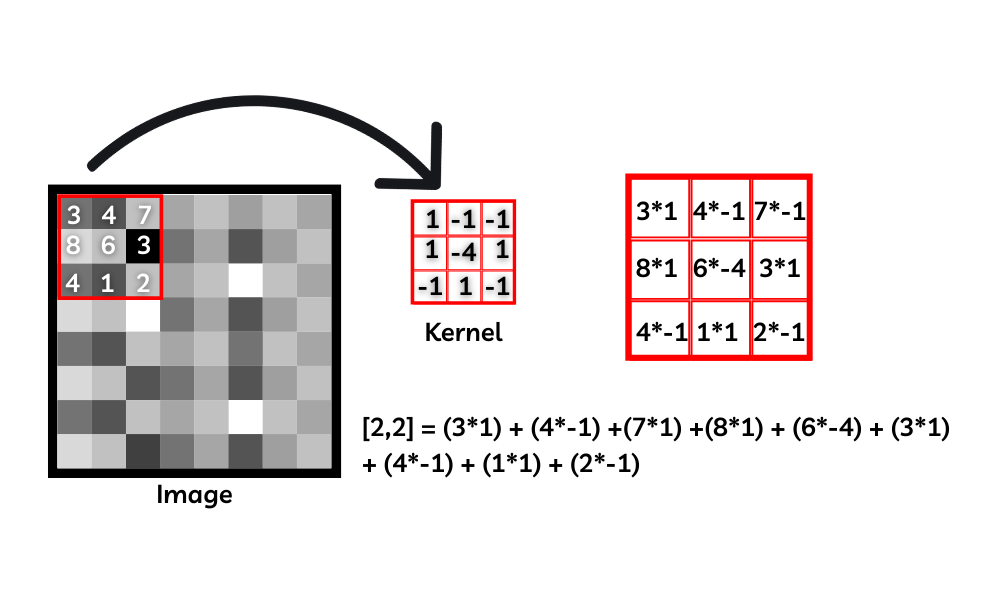 3 4 7
8 6 3
4 1 2
Image
1 -1 -1
1 -4 1
-1 1 -1
Kernel
3*1 4*-1 7*-1
8*1 6*-4 3*1
4*-1 1*1 2*-1
[2,2] = (3*1) + (4*-1) +(7*1) +(8*1) + (6*-4) + (3*1)
+ (4*-1) + (1*1) + (2*-1)